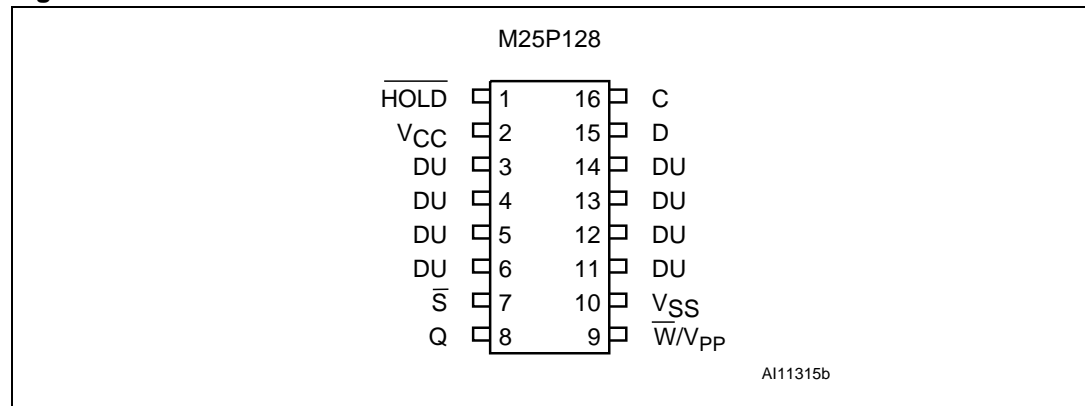 M25P128
HOLD 1 16 C
VCC 2 15 D
DU 3 14 DU
DU 4 13 DU
DU 5 12 DU
DU 6 11 DU
S 7 10 VSS
Q 8 9 W/VPP
AI11315b